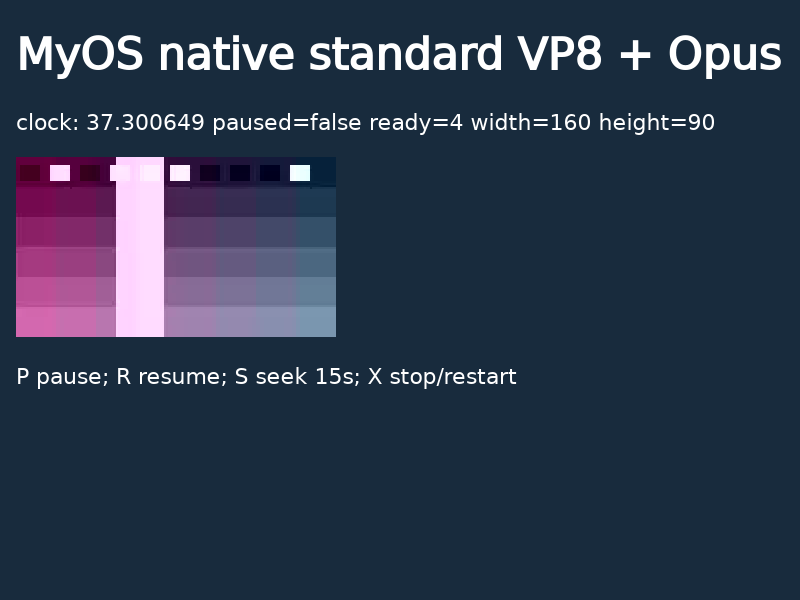 MyOS native standard VP8 + Opus
clock: 37.300649 paused=false ready=4 width=160 height=90
P pause; R resume; S seek 15s; X stop/restart